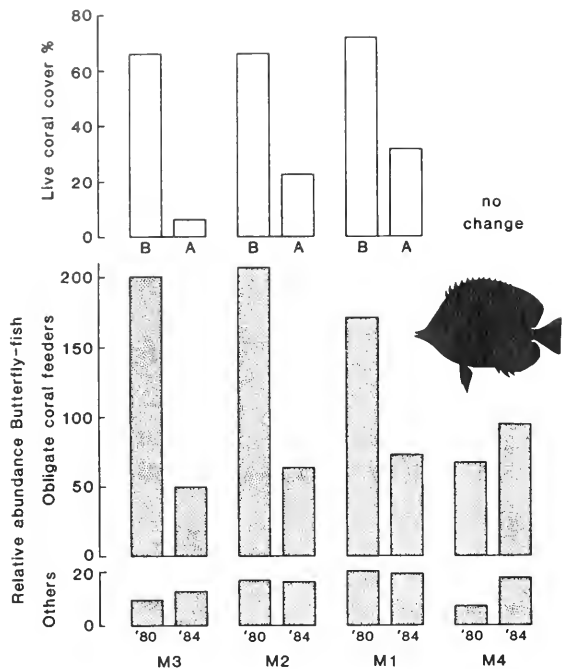 Live coral cover %
80
60
40
20
0
B A B A B A
no
change
Relative abundance Butterfly-fish
Obligate coral feeders
200
150
100
50
0
Others
20
0
'80 '84 '80 '84 '80 '84 '80 '84
M3 M2 M1 M4